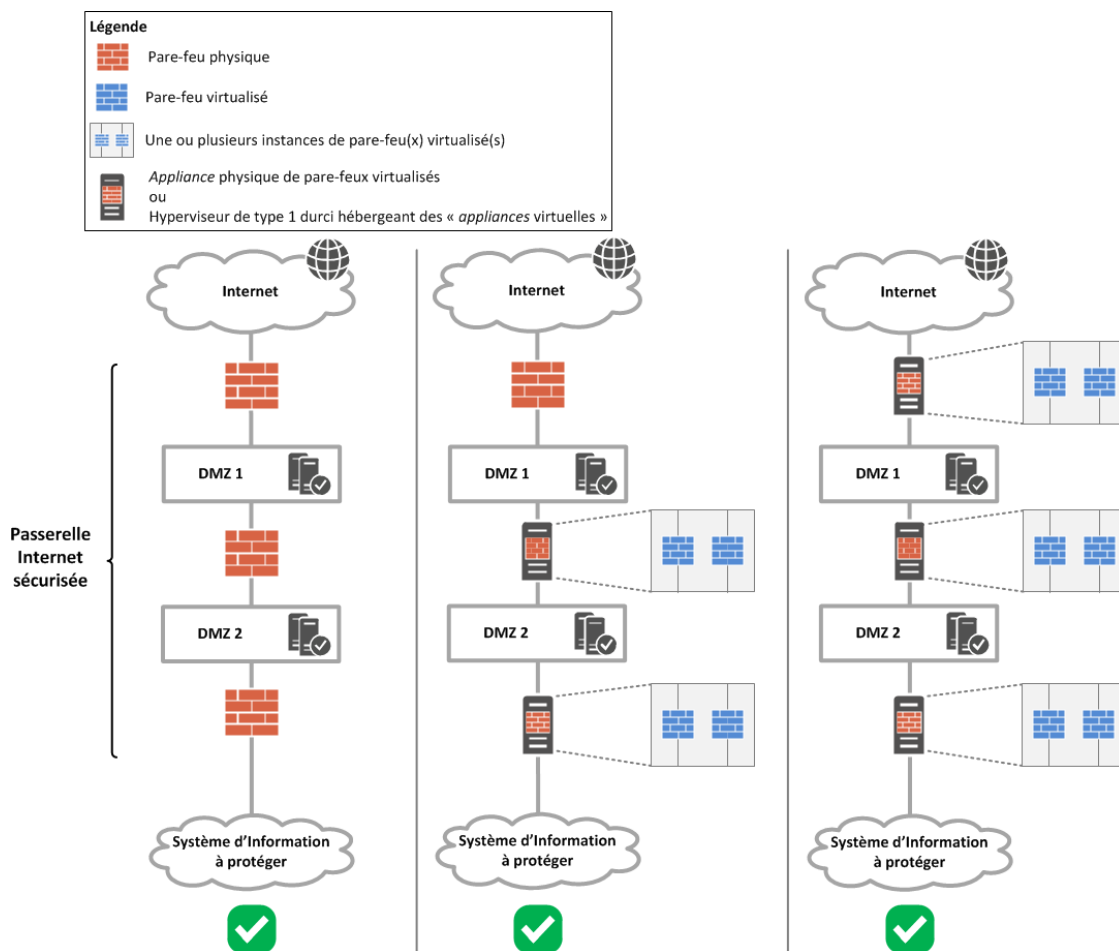 Légende
Pare-feu physique
Pare-feu virtualisé
Une ou plusieurs instances de pare-feu(x) virtualisé(s)
Appliance physique de pare-feux virtualisés
ou
Hyperviseur de type 1 durci hébergeant des « appliances virtuelles »
Internet
Internet
Internet
DMZ 1
DMZ 1
DMZ 1
Passerelle
Internet
sécurisée
DMZ 2
DMZ 2
DMZ 2
Système d’Information
à protéger
Système d’Information
à protéger
Système d’Information
à protéger